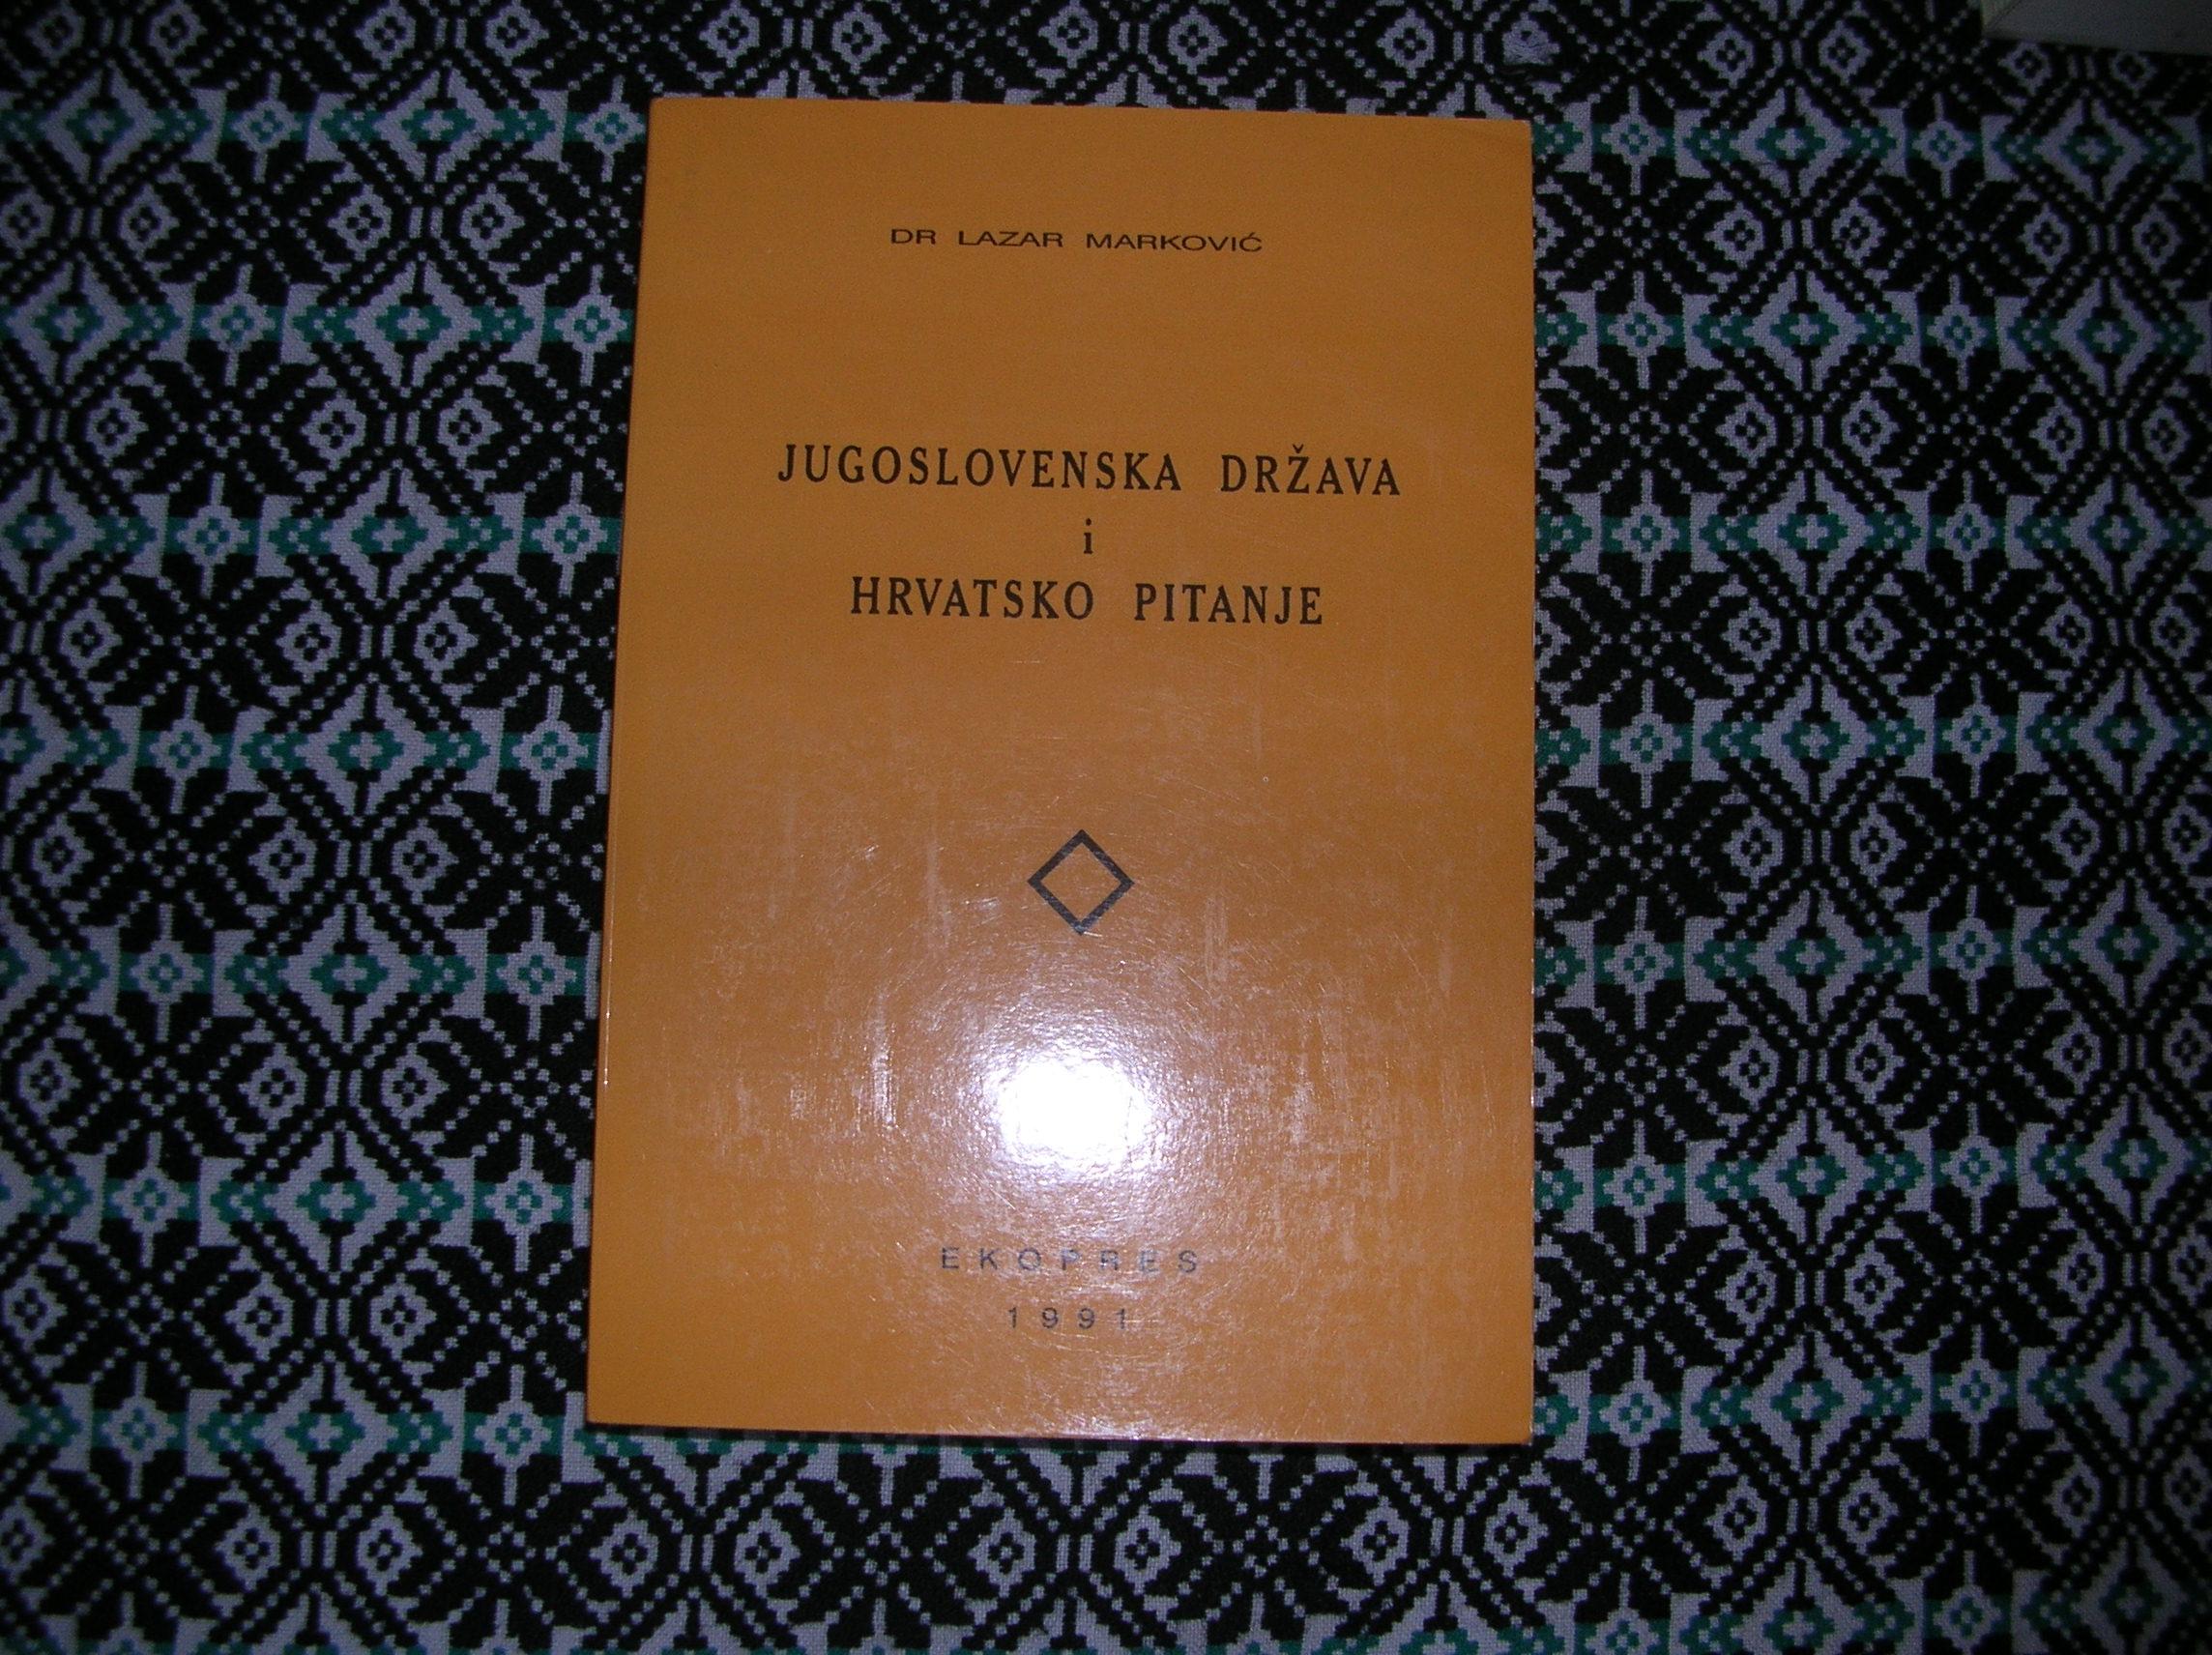 DR LAZAR MARKOVIĆ
JUGOSLOVENSKA DRŽAVA
i
HRVATSKO PITANJE
EKOPRES
1991